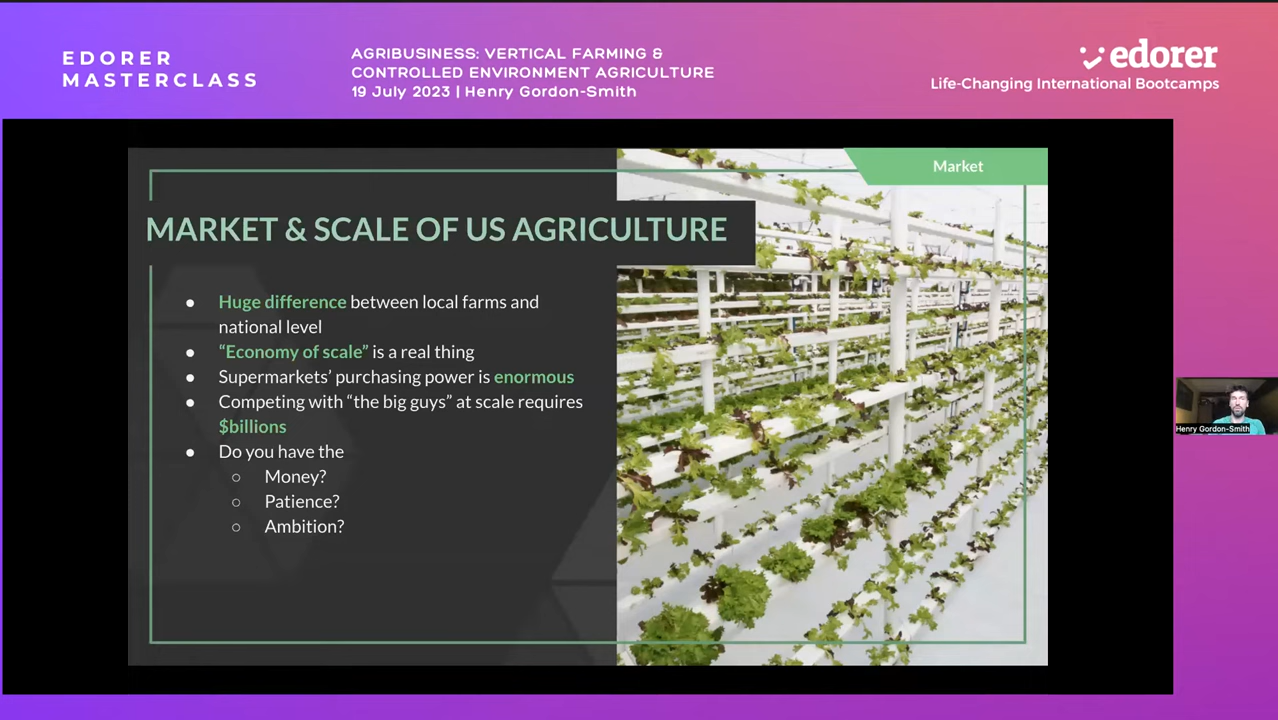 EDORER
MASTERCLASS
AGRIBUSINESS: VERTICAL FARMING &
CONTROLLED ENVIRONMENT AGRICULTURE
19 July 2023 | Henry Gordon-Smith
edorer
Life-Changing International Bootcamps
Market
MARKET & SCALE OF US AGRICULTURE
● Huge difference between local farms and
national level
● “Economy of scale” is a real thing
● Supermarkets’ purchasing power is enormous
● Competing with “the big guys” at scale requires
$billions
● Do you have the
○ Money?
○ Patience?
○ Ambition?
Henry Gordon-Smith